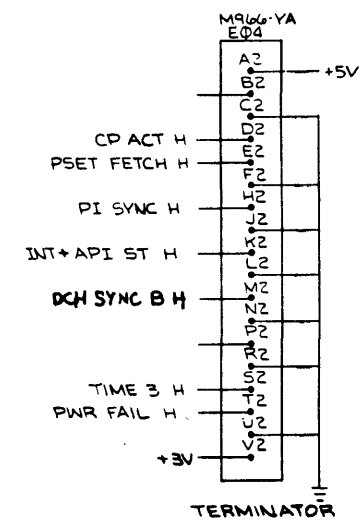 M966-YA
EØ4
A2
+5V
B2
C2
D2
CP ACT H
E2
PSET FETCH H
F2
H2
PI SYNC H
J2
K2
INT+API ST H
L2
M2
DCH SYNC B H
N2
P2
R2
S2
TIME 3 H
T2
PWR FAIL H
U2
V2
+3V
TERMINATOR